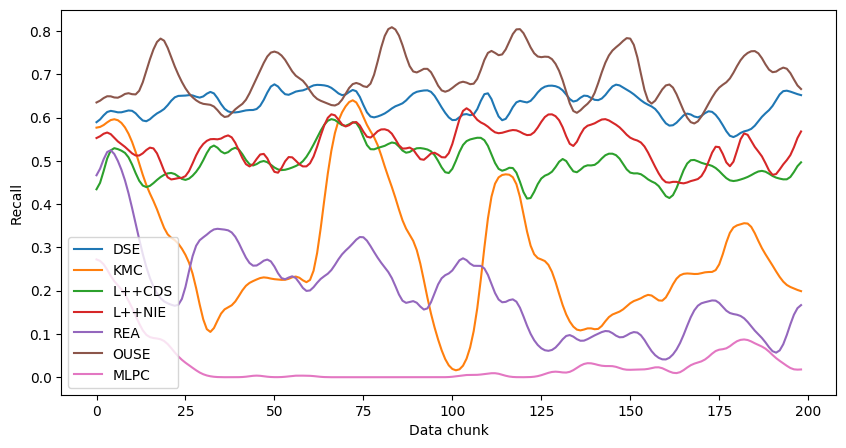 Recall
0.8
0.7
0.6
0.5
0.4
0.3
0.2
0.1
0.0
DSE
KMC
L++CDS
L++NIE
REA
OUSE
MLPC
0 25 50 75 100 125 150 175 200
Data chunk